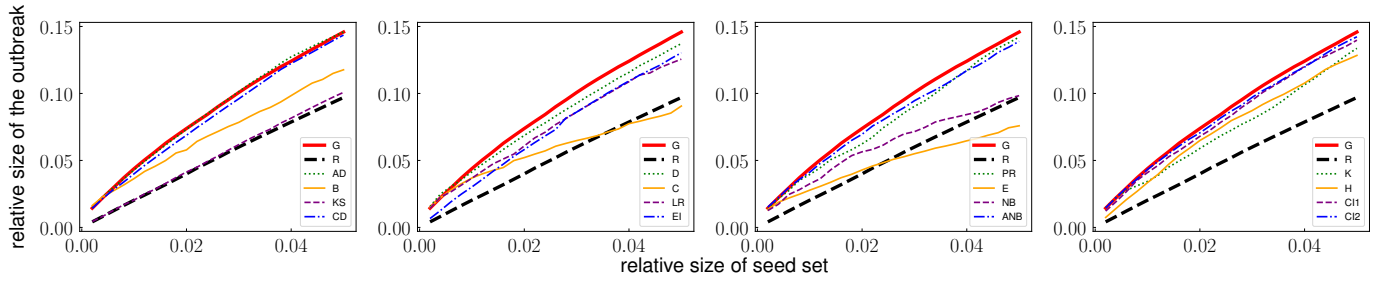 relative size of the outbreak
0.15
0.10
0.05
0.00
0.00
0.02
0.04
G
R
AD
B
KS
CD
0.15
0.10
0.05
0.00
0.00
0.02
0.04
G
R
D
C
LR
EI
0.15
0.10
0.05
0.00
0.00
0.02
0.04
G
R
PR
E
NB
ANB
0.15
0.10
0.05
0.00
0.00
0.02
0.04
G
R
K
H
CI1
CI2
relative size of seed set